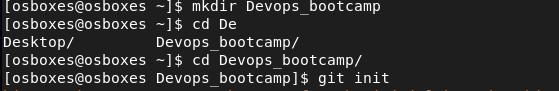 [osboxes@osboxes ~]$ mkdir Devops_bootcamp
[osboxes@osboxes ~]$ cd De
Desktop/         Devops_bootcamp/
[osboxes@osboxes ~]$ cd Devops_bootcamp/
[osboxes@osboxes Devops_bootcamp]$ git init